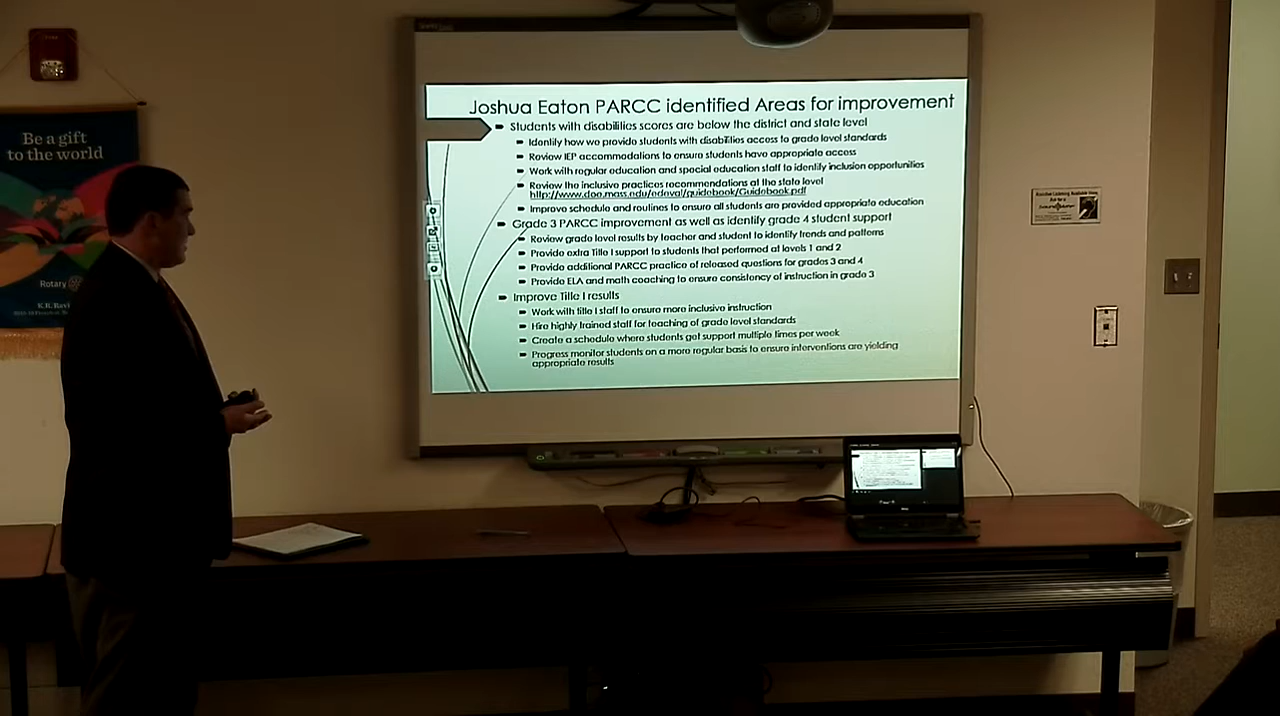 Be a gift
to the world
Rotary
Joshua Eaton PARCC identified Areas for improvement
Students with disabilities scores are below the district and state level
Identify how we provide students with disabilities access to grade level standards
Review IEP accommodations to ensure students have appropriate access
Work with regular education and special education staff to identify inclusion opportunities
Review the inclusive practices recommendations at the state level
http://www.doe.mass.edu/edeval/guidebook/Guidebook.pdf
Improve schedule and routines to ensure all students are provided appropriate education
Grade 3 PARCC improvement as well as identify grade 4 student support
Review grade level results by teacher and student to identify trends and patterns
Provide extra Title I support to students that performed at levels 1 and 2
Provide additional PARCC practice of released questions for grades 3 and 4
Provide ELA and math coaching to ensure consistency of instruction in grade 3
Improve Title I results
Work with title I staff to ensure more inclusive instruction
Hire highly trained staff for teaching of grade level standards
Create a schedule where students get support multiple times per week
Progress monitor students on a more regular basis to ensure interventions are yielding
appropriate results